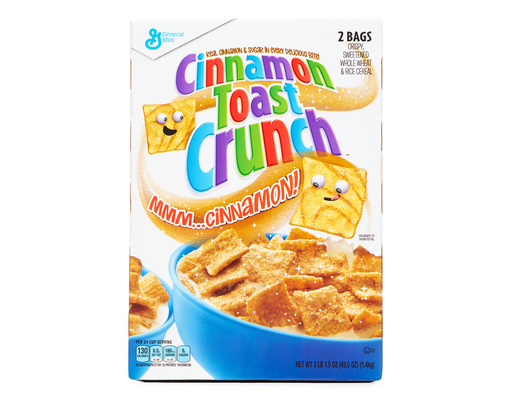 General
Mills
2 BAGS
CRISPY,
SWEETENED
WHOLE WHEAT
& RICE CEREAL
REAL CINNAMON & SUGAR IN EVERY DELICIOUS BITE!
Cinnamon
Toast
Crunch™
MMM...CINNAMON!
ENLARGED TO
SHOW DETAIL
PER 3/4 CUP SERVING
130
NET WT 3 LB 1.5 OZ (49.5 OZ) (1.4kg)